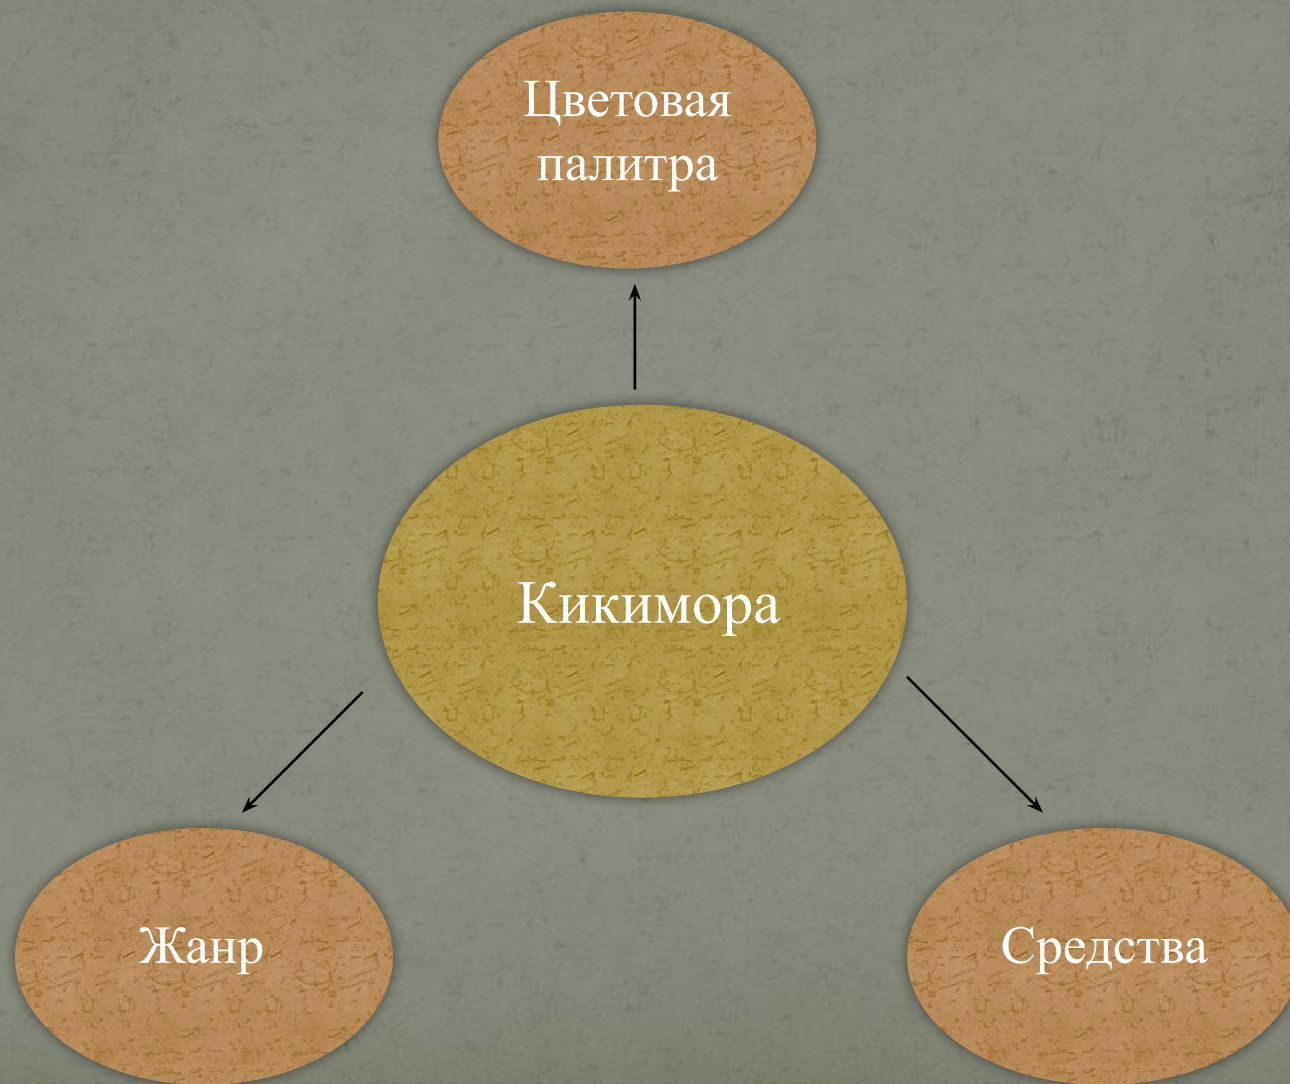 Цветовая
палитра
Кикимора
Жанр
Средства